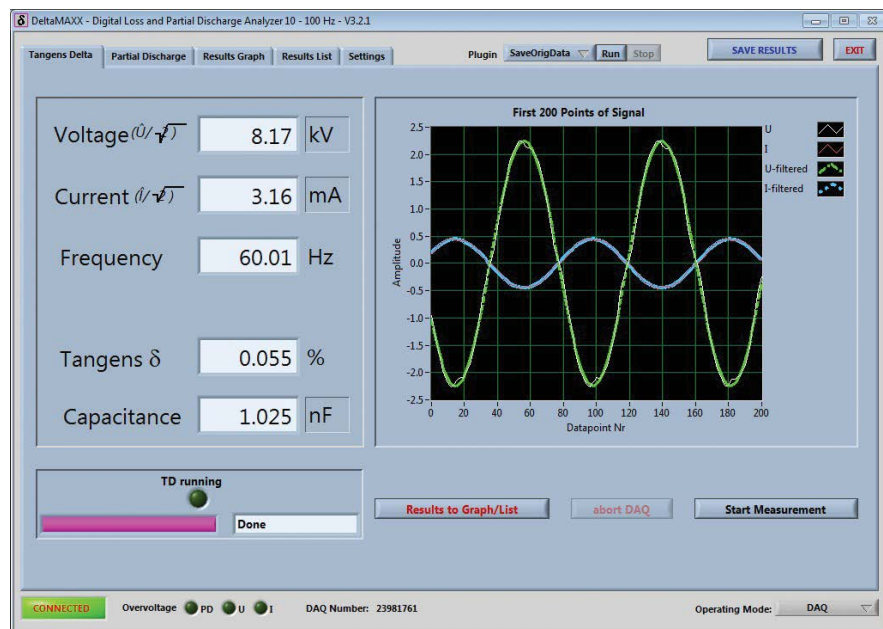 δ DeltaMAXX - Digital Loss and Partial Discharge Analyzer 10 - 100 Hz - V3.2.1
Tangens Delta Partial Discharge Results Graph Results List Settings Plugin SaveOrigData Run Stop SAVE RESULTS EXIT
Voltage (Û/√2) 8.17 kV
Current (Î/√2) 3.16 mA
Frequency 60.01 Hz
Tangens δ 0.055 %
Capacitance 1.025 nF
First 200 Points of Signal
Amplitude
2.5
2.0
1.5
1.0
0.5
0.0
-0.5
-1.0
-1.5
-2.0
-2.5
0 20 40 60 80 100 120 140 160 180 200
Datapoint Nr
U
I
U-filtered
I-filtered
TD running
Done
Results to Graph/List abort DAQ Start Measurement
CONNECTED Overvoltage PD U I DAQ Number: 23981761 Operating Mode: DAQ